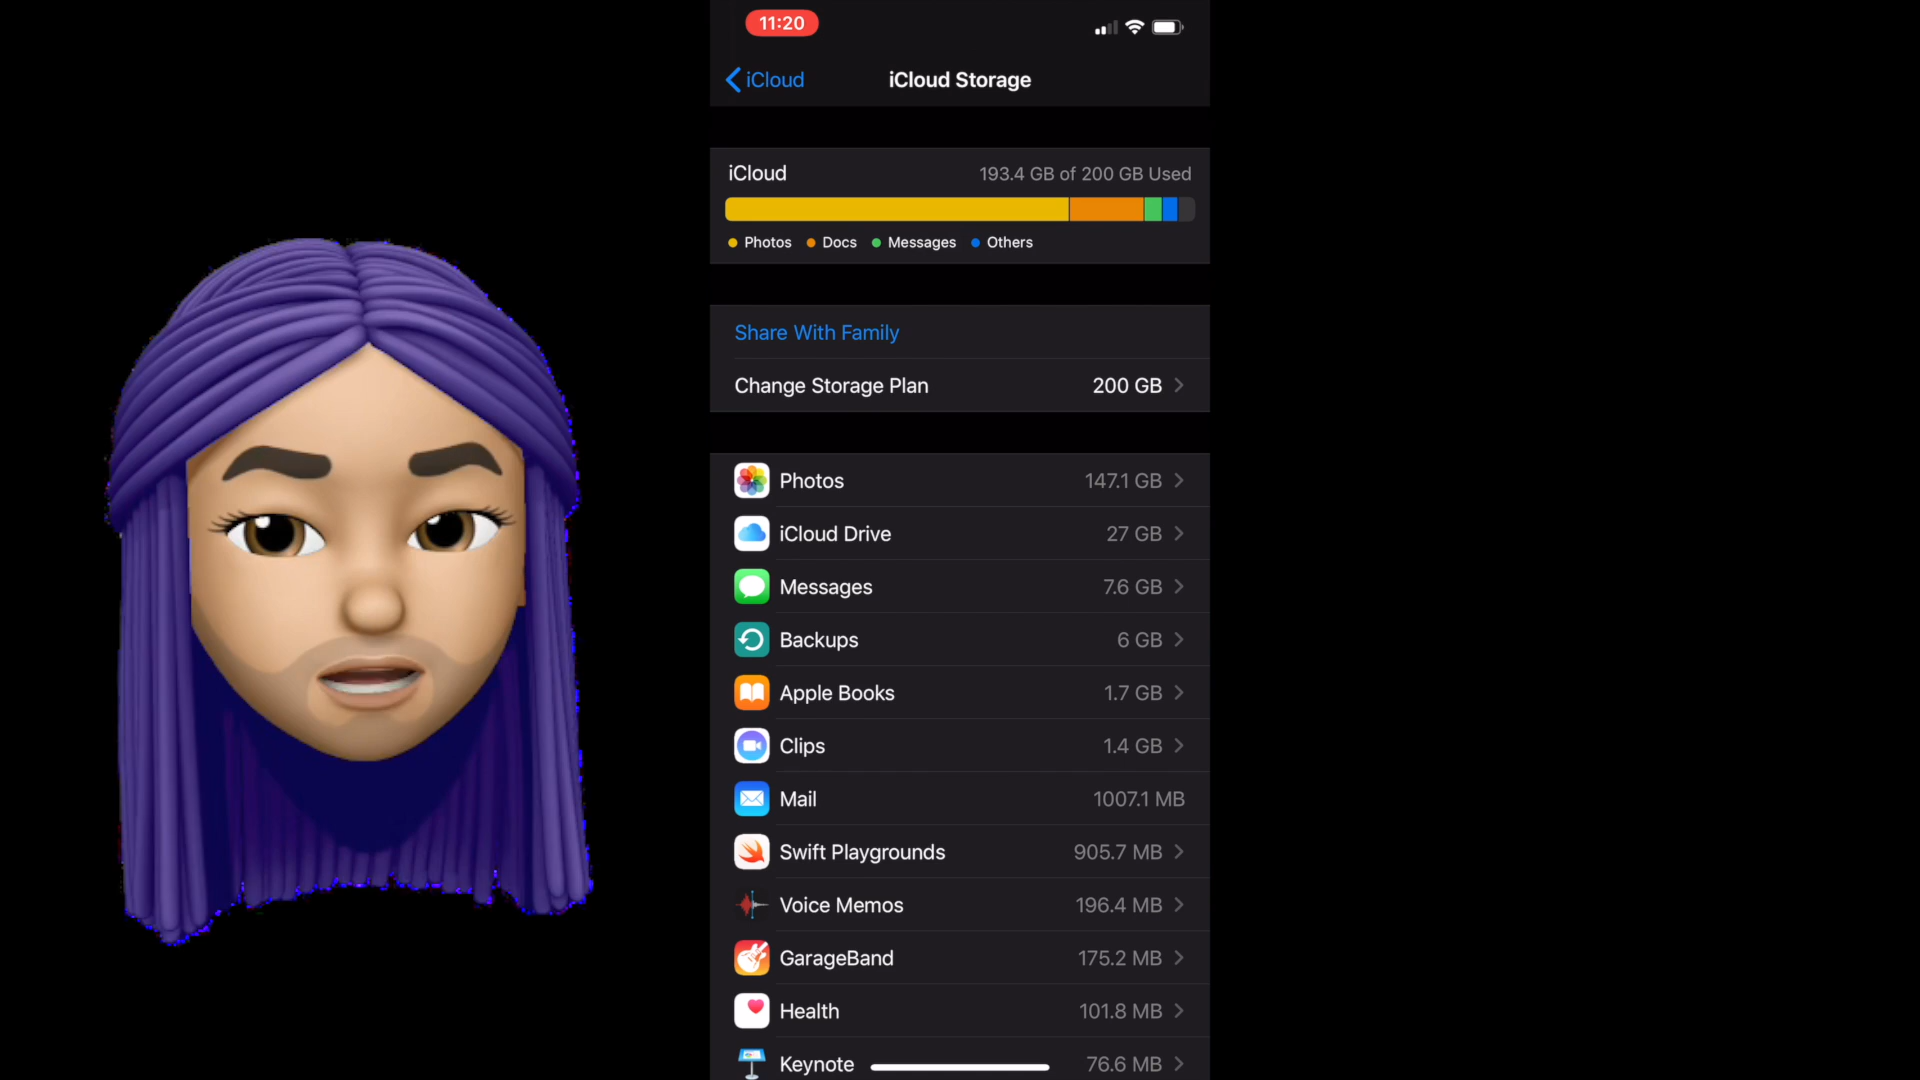 11:20
iCloud
iCloud Storage
iCloud 193.4 GB of 200 GB Used
Photos Docs Messages Others
Share With Family
Change Storage Plan 200 GB
Photos 147.1 GB
iCloud Drive 27 GB
Messages 7.6 GB
Backups 6 GB
Apple Books 1.7 GB
Clips 1.4 GB
Mail 1007.1 MB
Swift Playgrounds 905.7 MB
Voice Memos 196.4 MB
GarageBand 175.2 MB
Health 101.8 MB
Keynote 76.6 MB